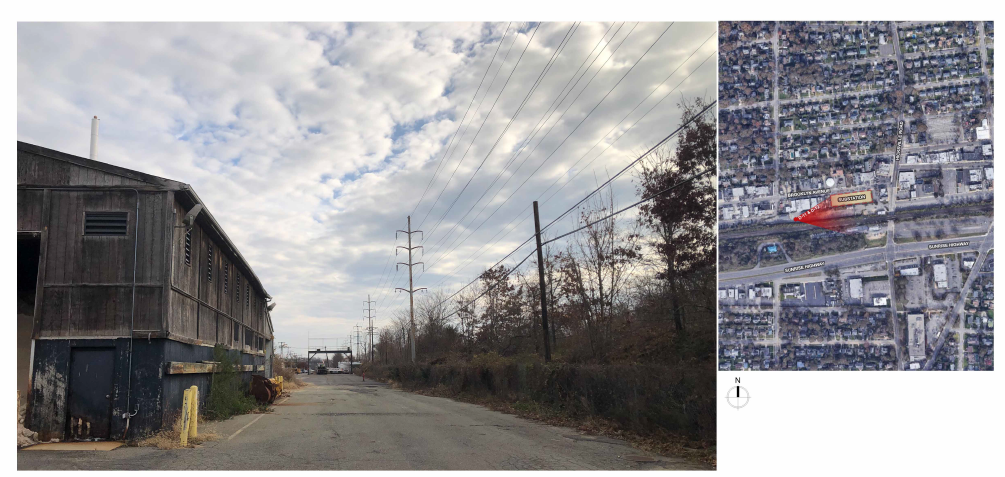 BROOKLYN AVENUE
SUBSTATION
SUNRISE HIGHWAY
SUNRISE HIGHWAY
N